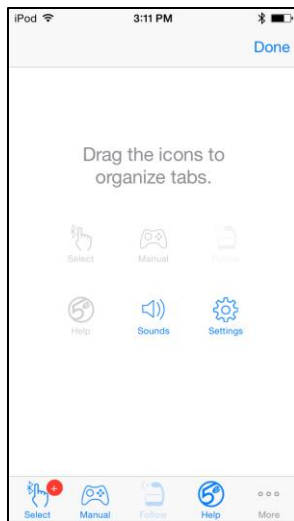 iPod 3:11 PM
Done
Drag the icons to
organize tabs.
Select Manual Follow
Help Sounds Settings
+
Select Manual Follow Help More